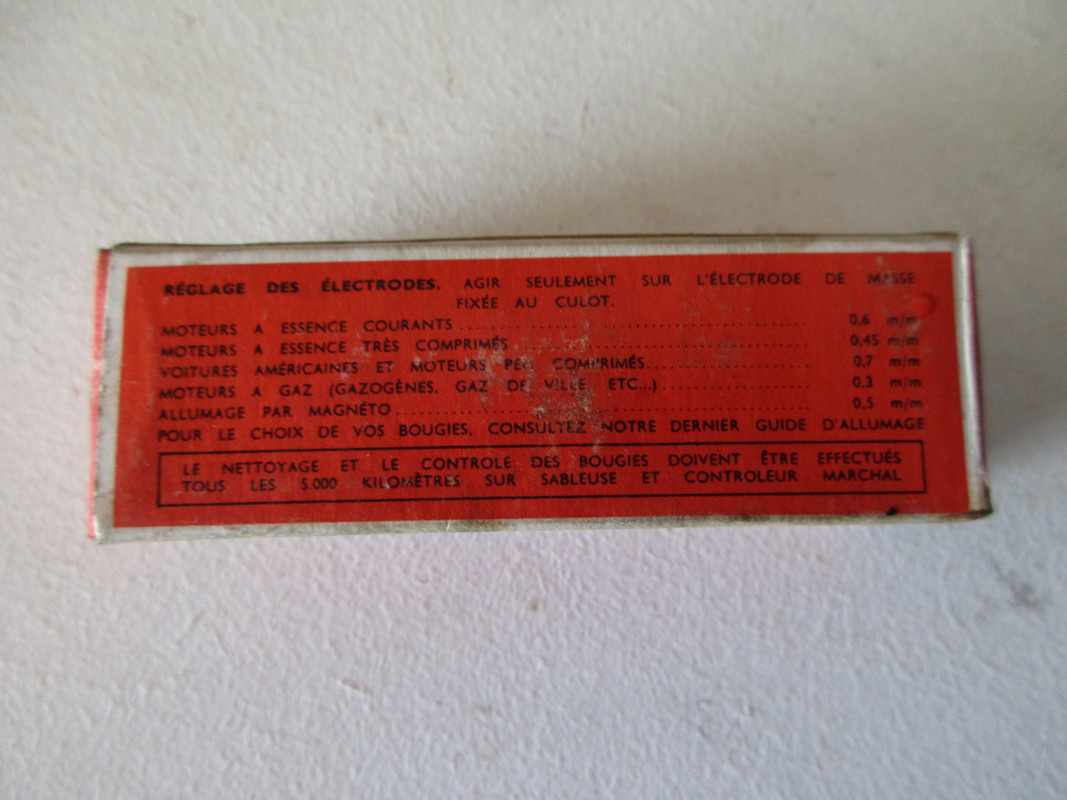 RÉGLAGE DES ÉLECTRODES. AGIR SEULEMENT SUR L'ÉLECTRODE DE MASSE
FIXÉE AU CULOT.
MOTEURS A ESSENCE COURANTS........................................ 0,6 m/m
MOTEURS A ESSENCE TRÈS COMPRIMÉS................................ 0,45 m/m
VOITURES AMÉRICAINES ET MOTEURS PEU COMPRIMÉS................... 0,7 m/m
MOTEURS A GAZ (GAZOGÈNES, GAZ DE VILLE, ETC...).................. 0,3 m/m
ALLUMAGE PAR MAGNÉTO............................................. 0,5 m/m
POUR LE CHOIX DE VOS BOUGIES, CONSULTEZ NOTRE DERNIER GUIDE D'ALLUMAGE
LE NETTOYAGE ET LE CONTROLE DES BOUGIES DOIVENT ÊTRE EFFECTUÉS
TOUS LES 5.000 KILOMÈTRES SUR SABLEUSE ET CONTROLEUR MARCHAL